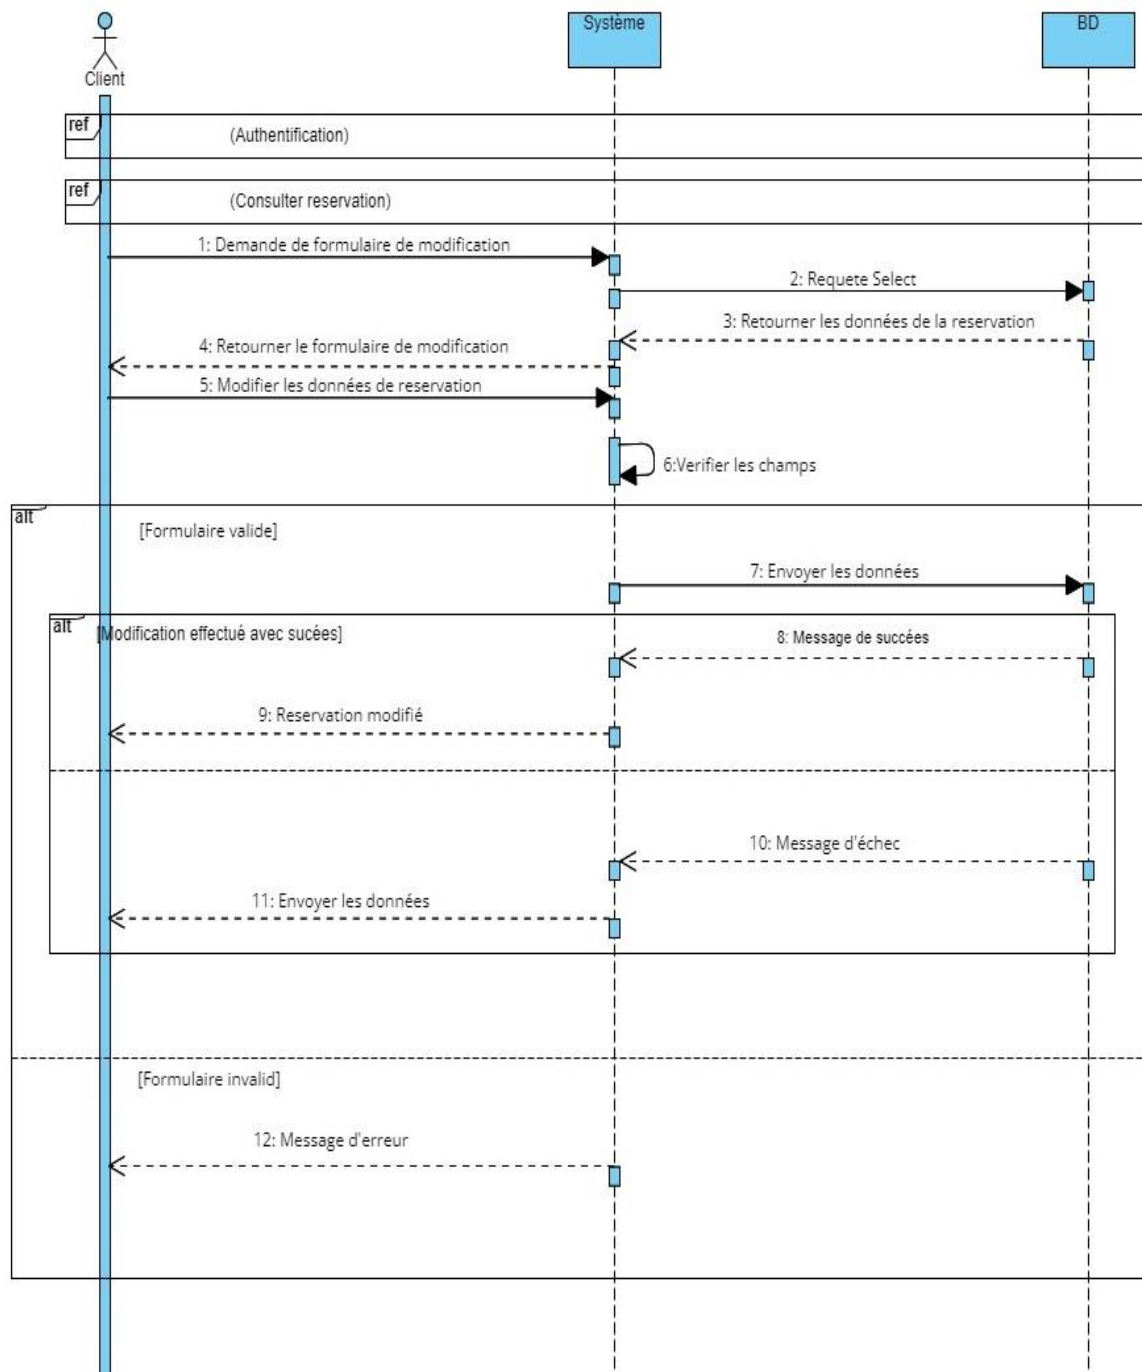 Client
Système
BD
ref
(Authentification)
ref
(Consulter reservation)
1: Demande de formulaire de modification
2: Requete Select
3: Retourner les données de la reservation
4: Retourner le formulaire de modification
5: Modifier les données de reservation
6:Verifier les champs
alt
[Formulaire valide]
7: Envoyer les données
alt
[Modification effectué avec sucées]
8: Message de succées
9: Reservation modifié
10: Message d'échec
11: Envoyer les données
[Formulaire invalid]
12: Message d'erreur